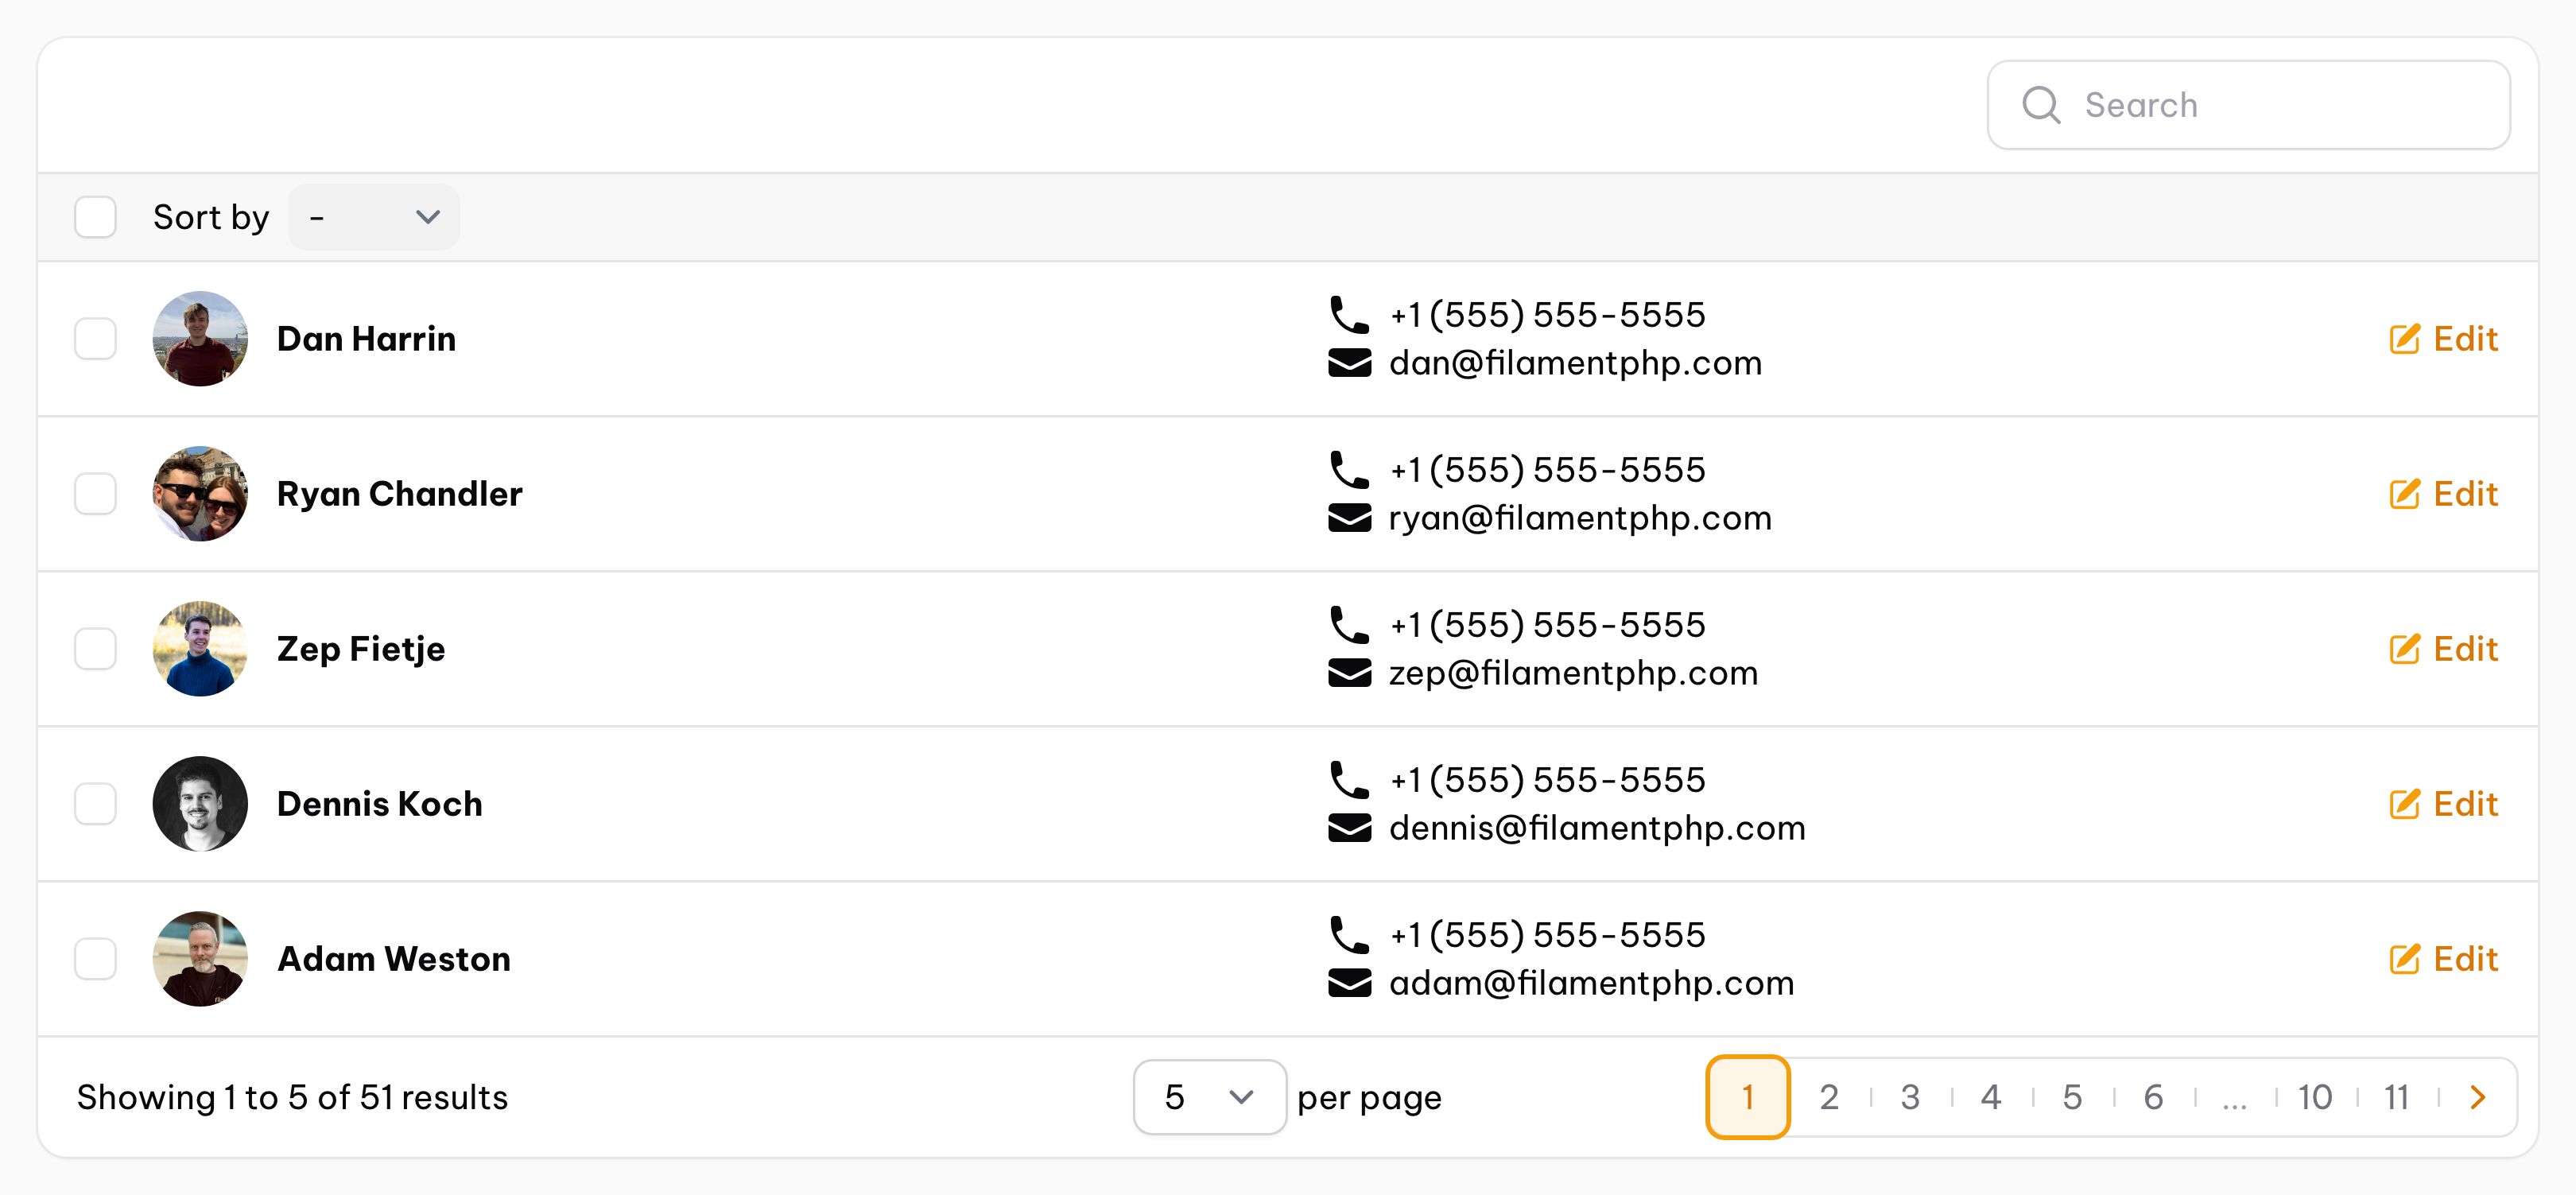 Search
Sort by -
Dan Harrin
+1 (555) 555-5555
dan@filamentphp.com
Edit
Ryan Chandler
+1 (555) 555-5555
ryan@filamentphp.com
Edit
Zep Fietje
+1 (555) 555-5555
zep@filamentphp.com
Edit
Dennis Koch
+1 (555) 555-5555
dennis@filamentphp.com
Edit
Adam Weston
+1 (555) 555-5555
adam@filamentphp.com
Edit
Showing 1 to 5 of 51 results
5 per page
1 2 3 4 5 6 ... 10 11